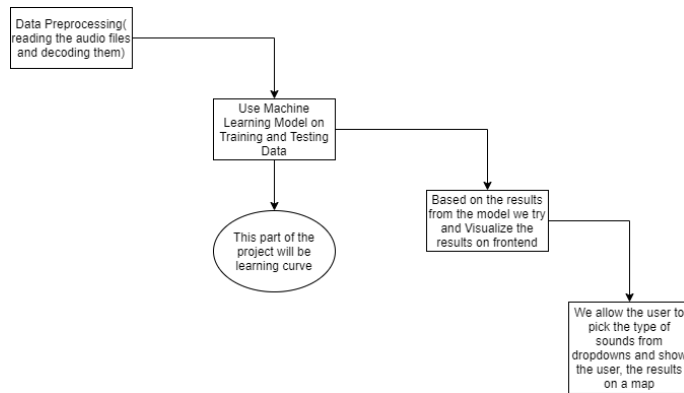 Data Preprocessing(
reading the audio files
and decoding them)
Use Machine
Learning Model on
Training and Testing
Data
This part of the
project will be
learning curve
Based on the results
from the model we try
and Visualize the
results on frontend
We allow the user to
pick the type of
sounds from
dropdowns and show
the user, the results
on a map